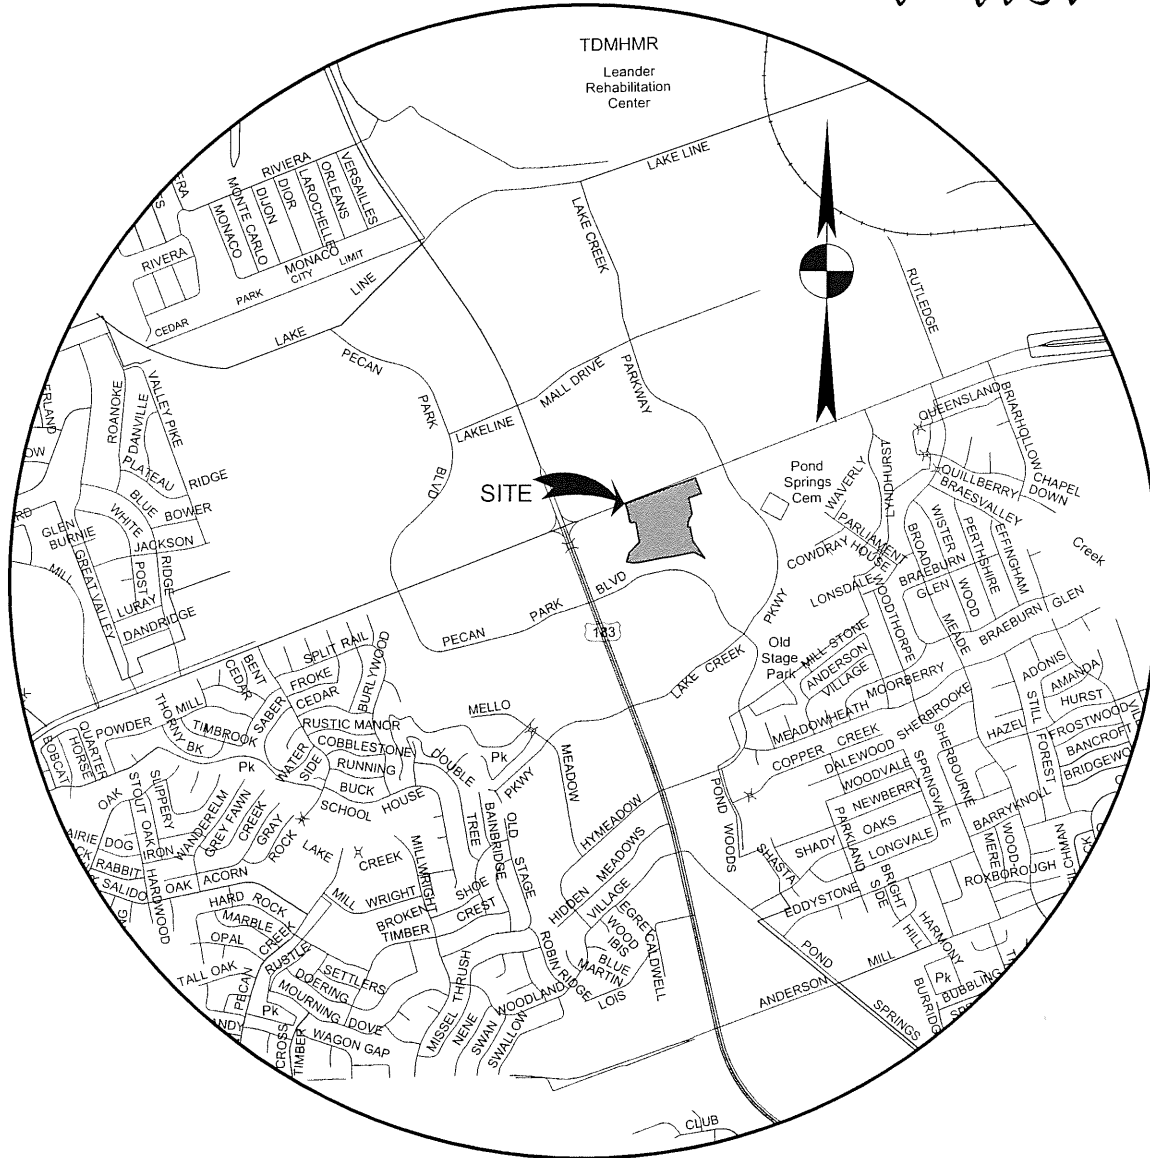 TDMHMR
Leander
Rehabilitation
Center
LAKE LINE
RIVIERA
VERSAILLES
ORLEANS
LAROCHELLE
DIOR
DIJON
MONTE CARLO
MONACO
MONACO
RIVERA
CEDAR PARK CITY LIMIT
LAKE LINE
LAKE CREEK PARKWAY
RUTLEDGE
PECAN PARK BLVD
LAKELINE MALL DRIVE
VALLEY PIKE
ROANOKE
DANVILLE
PLATEAU RIDGE
BLUE BOWER
WHITE POST
JACKSON
RIDGE
GLEN BURNIE
GREAT VALLEY
MILL
LURAY
DANDRIDGE
SITE
Pond
Springs
Cem
QUEENSLAND
BRIARHOLLOW
CHAPEL DOWN
QUILLBERRY
BRAESVALLEY
LYNDHURST
WAVERLY
PARLIAMENT HOUSE
COWDRAY
LONSDALE
BROAD
WISTER
PERTHSHIRE
EFFINGHAM
BRAEBURN
GLEN
WOOD
MEADE
WOODTHORPE
BRAEBURN GLEN
Creek
PECAN PARK BLVD
183
LAKE CREEK PKWY
Old
Stage
Park
MILL STONE
ANDERSON VILLAGE
MOORBERRY
MEADOWHEATH
COPPER CREEK
SHERBROOKE
DALEWOOD
WOODVALE
NEWBERRY
SHADY OAKS
LONGVALE
SPRINGVALE
SHERBOURNE
PARKLAND
ADONIS
AMANDA
HURST
HAZEL
STILL FOREST
FROSTWOOD
BANCROFT
BARRYKNOLL
ROXBOROUGH
BRIGHT SIDE
HARMONY
HILL
BENT CEDAR
SPLIT RAIL
FROKE
CEDAR
SABER
BURLYWOOD
RUSTIC MANOR
COBBLESTONE
RUNNING
BUCK
SCHOOL HOUSE
WATER SIDE
POWDER MILL
TIMBROOK
THORNY BK
QUARTER HORSE
BOBCAT
Pk
OAK
STOUT OAK
SLIPPERY
WANDERELM
GREY FAWN
CREEK
GRAY ROCK
IRON
DOG
RABBIT
SALIDO
HARDWOOD
OAK
ACORN
LAKE CREEK
MILL WRIGHT
MILLWRIGHT
HARD ROCK
MARBLE
CREEK
OPAL
TALL OAK
RUSTLE
PECAN
SETTLERS
DOERING
MOURNING DOVE
Pk
WAGON GAP
CROSS TIMBER
MELLO
MEADOW
Pk
PKWY
DOUBLE TREE
BAINBRIDGE
OLD STAGE
SHOE
BROKEN
TIMBER CREST
HYMEADOW
HIDDEN MEADOWS
VILLAGE
EGRET
WOOD
IBIS
BLUE
MARTIN
LOIS
CALDWELL
ROBIN RIDGE
WOODLAND
MISSEL THRUSH
NENE
SWAN
SWALLOW
POND WOODS
SHASTA
EDDYSTONE
POND SPRINGS
ANDERSON MILL
Pk
BUBBLING
CLUB